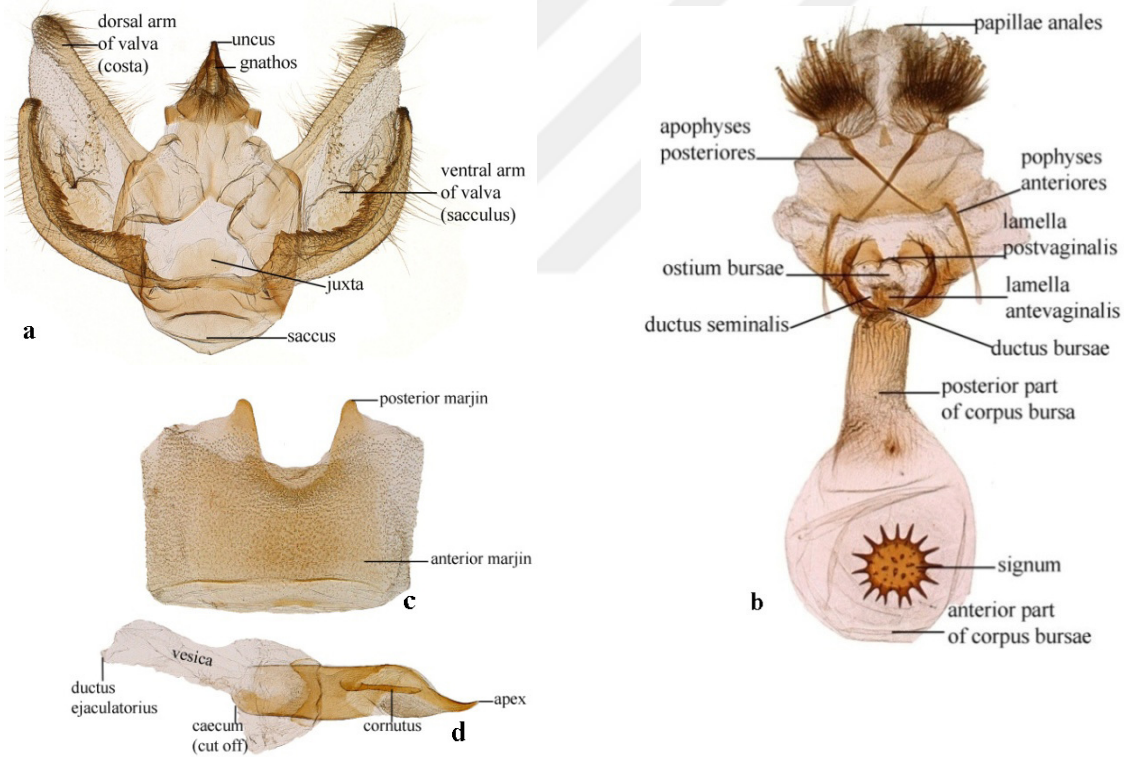 dorsal arm
of valva
(costa)
uncus
gnathos
ventral arm
of valva
(sacculus)
juxta
saccus
a
posterior marjin
anterior marjin
c
vesica
ductus
ejaculatorius
caecum
(cut off)
cornutus
apex
d
papillae anales
apophyses
posteriores
pophyses
anteriores
lamella
postvaginalis
ostium bursae
lamella
antevaginalis
ductus seminalis
ductus bursae
posterior part
of corpus bursa
signum
b
anterior part
of corpus bursae